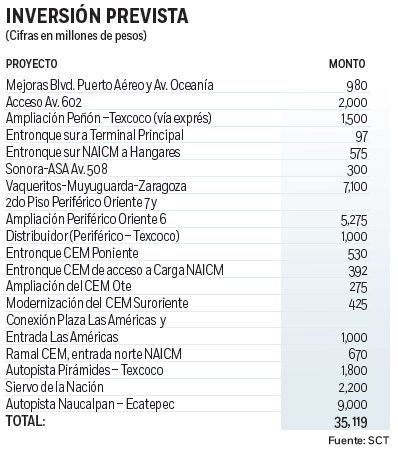 INVERSIÓN PREVISTA
(Cifras en millones de pesos)
PROYECTO MONTO
Mejoras Blvd. Puerto Aéreo y Av. Oceanía 980
Acceso Av. 602 2,000
Ampliación Peñón –Texcoco (vía exprés) 1,500
Entronque sur a Terminal Principal 97
Entronque sur NAICM a Hangares 575
Sonora-ASA Av. 508 300
Vaqueritos-Muyuguarda-Zaragoza 7,100
2do Piso Periférico Oriente 7 y
Ampliación Periférico Oriente 6 5,275
Distribuidor (Periférico – Texcoco) 1,000
Entronque CEM Poniente 530
Entronque CEM de acceso a Carga NAICM 392
Ampliación del CEM Ote 275
Modernización del CEM Suroriente 425
Conexión Plaza Las Américas y
Entrada Las Américas 1,000
Ramal CEM, entrada norte NAICM 670
Autopista Pirámides – Texcoco 1,800
Siervo de la Nación 2,200
Autopista Naucalpan – Ecatepec 9,000
TOTAL: 35,119
Fuente: SCT